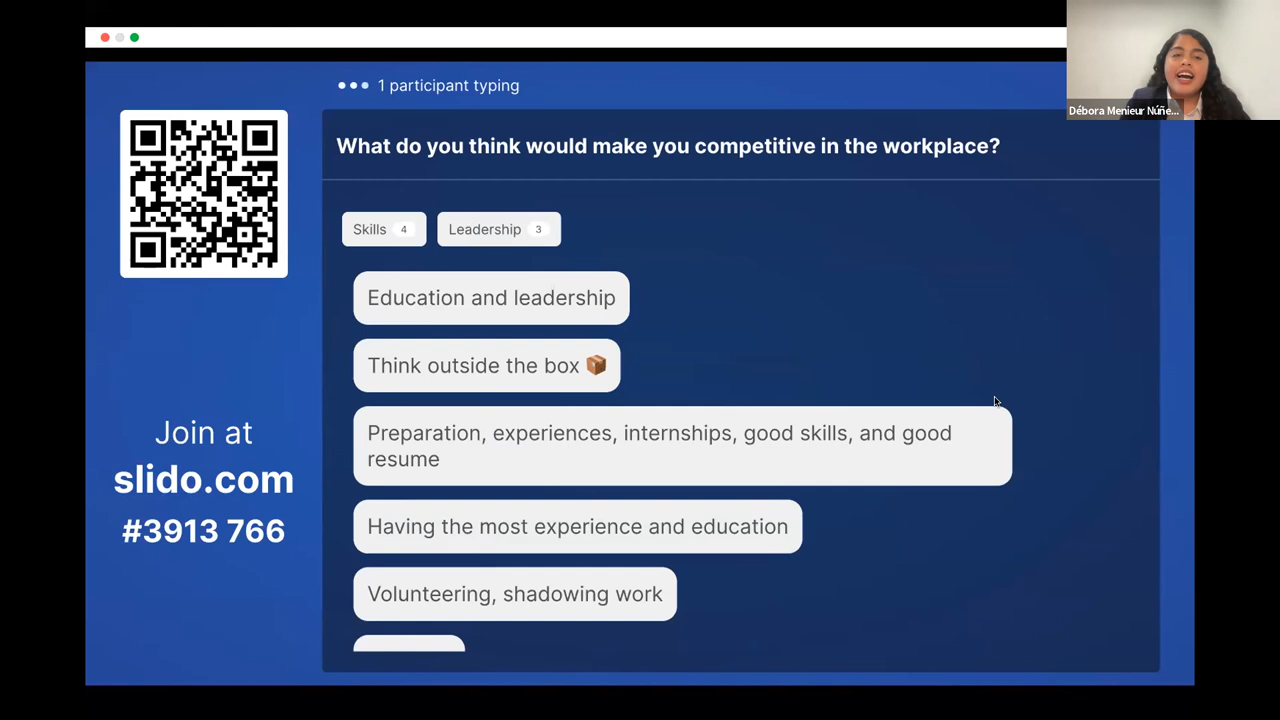 1 participant typing
What do you think would make you competitive in the workplace?
Skills 4 Leadership 3
Education and leadership
Think outside the box 📦
Preparation, experiences, internships, good skills, and good
resume
Having the most experience and education
Volunteering, shadowing work
Join at
slido.com
#3913 766
Débora Menieur Núñe...